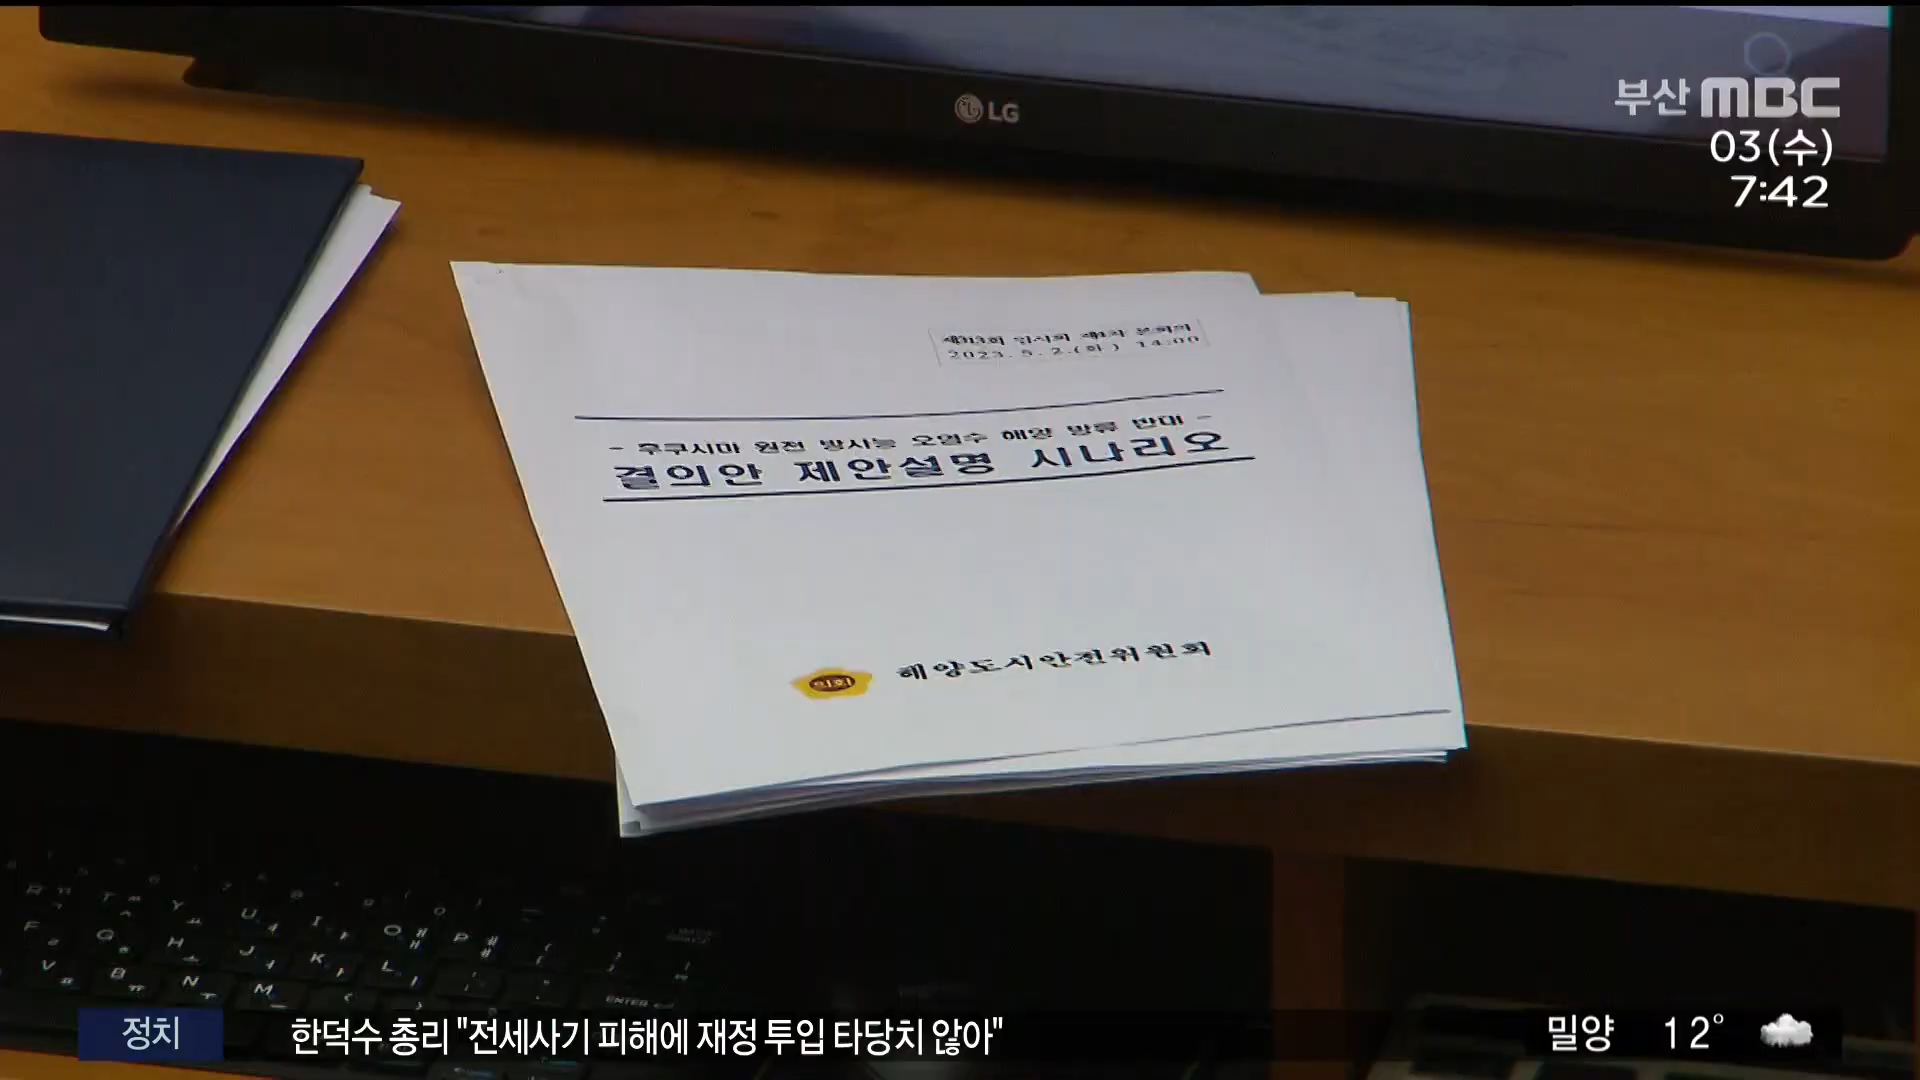 LG
부산 MBC
03(수)
7:42
제313회 임시회 제1차 본회의
2023. 5. 2.(화) 14:00
- 후쿠시마 원전 방사능 오염수 해양 방류 반대 -
결의안 제안설명 시나리오
의회 해양도시안전위원회
R ㄲ T ㅆ Y ㅛ U ㅕ I ㅑ O ㅐ P ㅔ
F ㄹ G ㅎ H ㅗ J ㅓ K ㅏ L ㅣ
ENTER
V ㅍ B ㅠ N ㅜ M ㅡ
정치 한덕수 총리 "전세사기 피해에 재정 투입 타당치 않아" 밀양 12°